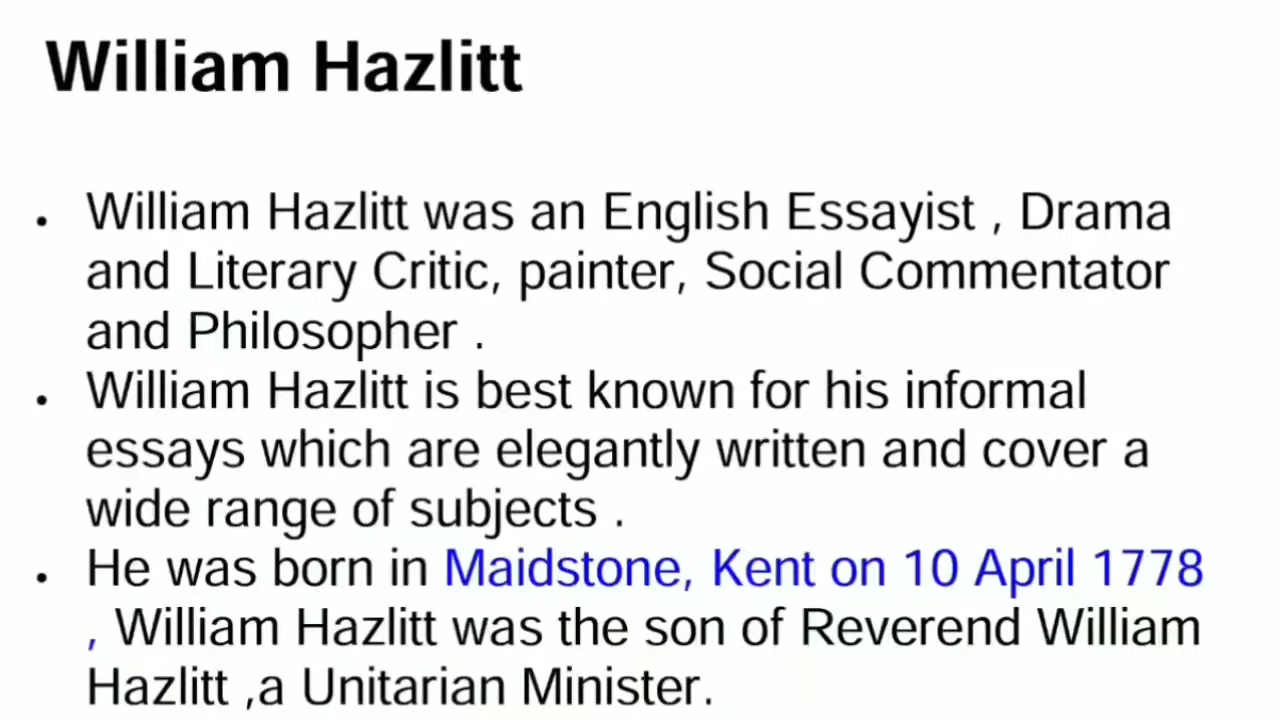 William Hazlitt
• William Hazlitt was an English Essayist , Drama
and Literary Critic, painter, Social Commentator
and Philosopher .
• William Hazlitt is best known for his informal
essays which are elegantly written and cover a
wide range of subjects .
• He was born in Maidstone, Kent on 10 April 1778
, William Hazlitt was the son of Reverend William
Hazlitt ,a Unitarian Minister.